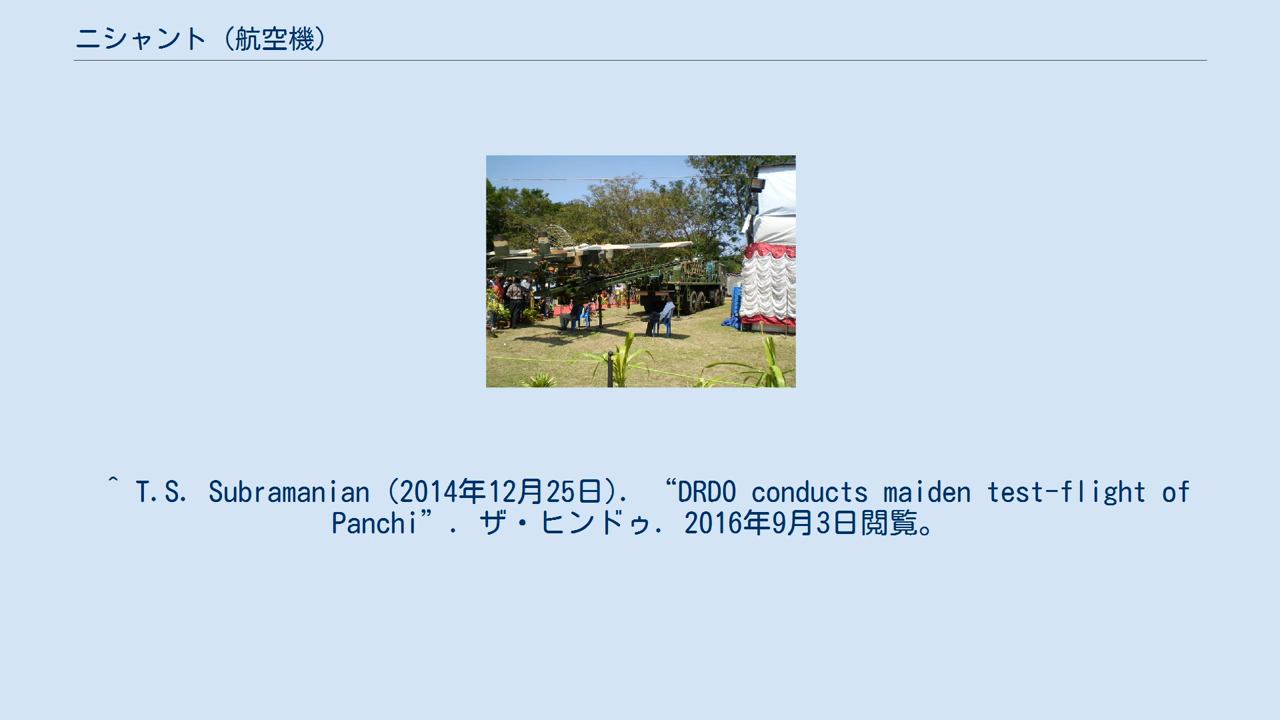 ニシャント（航空機）
^ T.S. Subramanian（2014年12月25日）. “DRDO conducts maiden test-flight of
Panchi”. ザ・ヒンドゥ. 2016年9月3日閲覧。